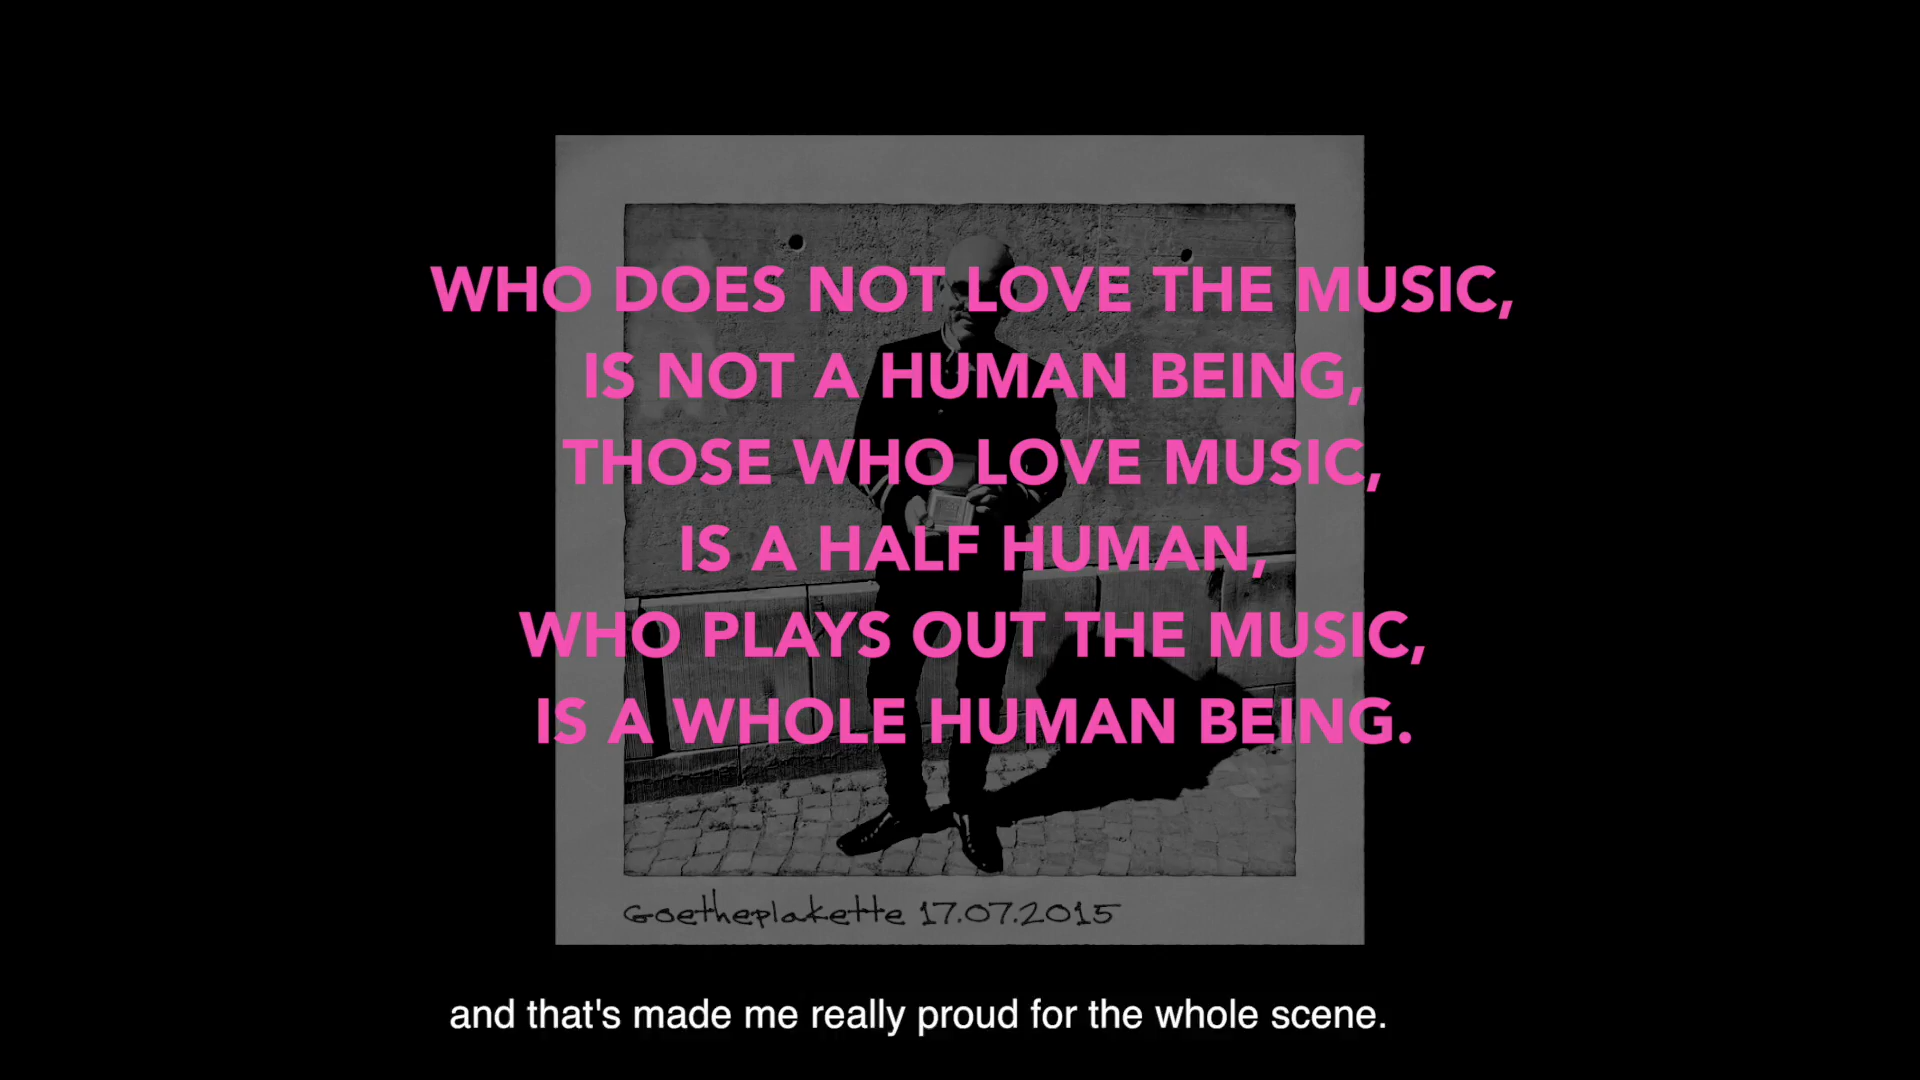 WHO DOES NOT LOVE THE MUSIC,
IS NOT A HUMAN BEING,
THOSE WHO LOVE MUSIC,
IS A HALF HUMAN,
WHO PLAYS OUT THE MUSIC,
IS A WHOLE HUMAN BEING.
Goetheplakette 17.07.2015
and that's made me really proud for the whole scene.